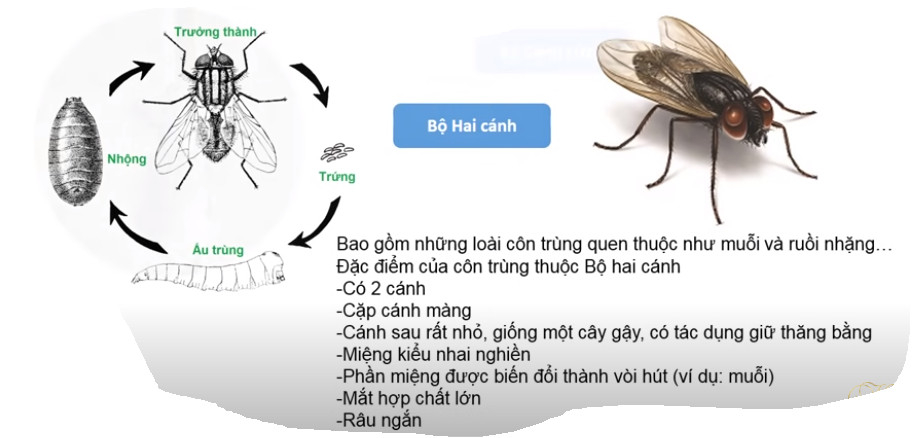 Trưởng thành
Bộ Hai cánh
Nhộng
Trứng
Ấu trùng
Bao gồm những loài côn trùng quen thuộc như muỗi và ruồi nhặng…
Đặc điểm của côn trùng thuộc Bộ hai cánh
-Có 2 cánh
-Cặp cánh màng
-Cánh sau rất nhỏ, giống một cây gậy, có tác dụng giữ thăng bằng
-Miệng kiểu nhai nghiền
-Phần miệng được biến đổi thành vòi hút (ví dụ: muỗi)
-Mắt hợp chất lớn
-Râu ngắn